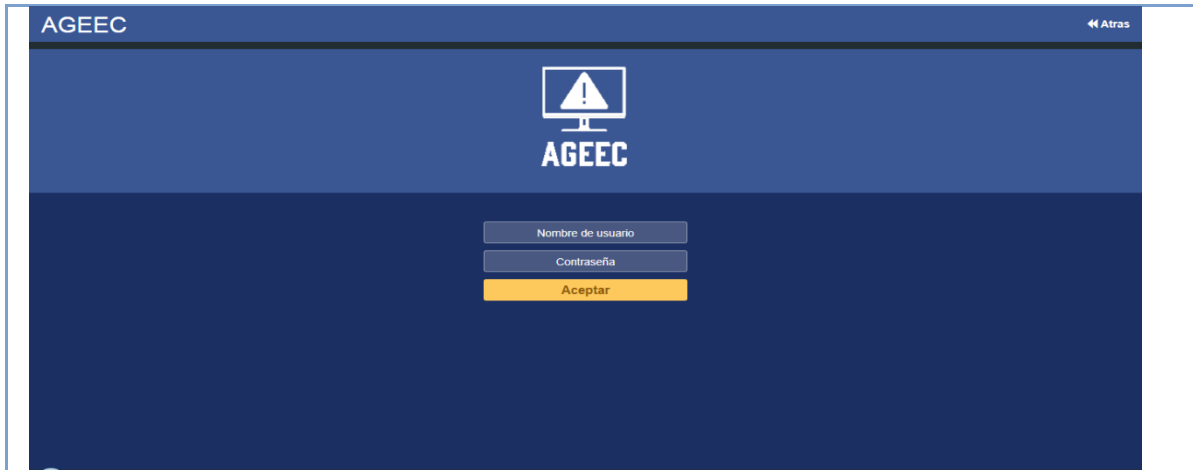 AGEEC
Atras
AGEEC
Nombre de usuario
Contraseña
Aceptar